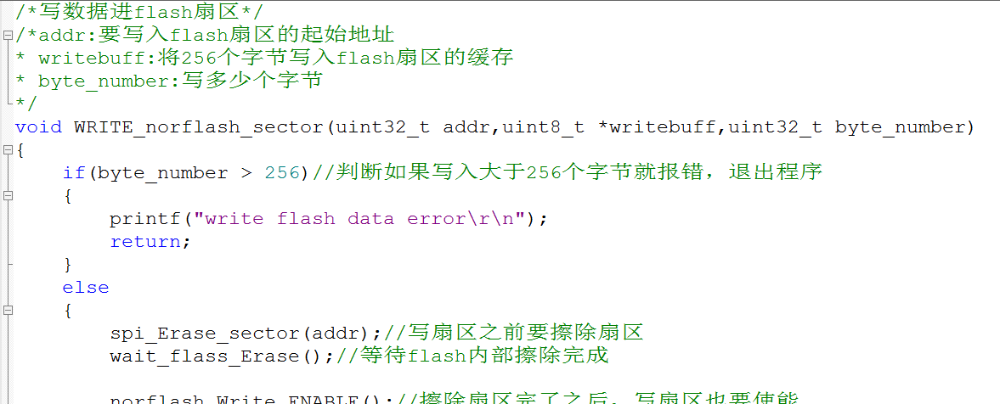 /*写数据进flash扇区*/
/*addr:要写入flash扇区的起始地址
* writebuff:将256个字节写入flash扇区的缓存
* byte_number:写多少个字节
*/
void WRITE_norflash_sector(uint32_t addr,uint8_t *writebuff,uint32_t byte_number)
{
if(byte_number > 256)//判断如果写入大于256个字节就报错，退出程序
{
printf("write flash data error\r\n");
return;
}
else
{
spi_Erase_sector(addr);//写扇区之前要擦除扇区
wait_flass_Erase();//等待flash内部擦除完成
norflash_Write_ENABLE();//擦除扇区完了之后，写扇区也要使能